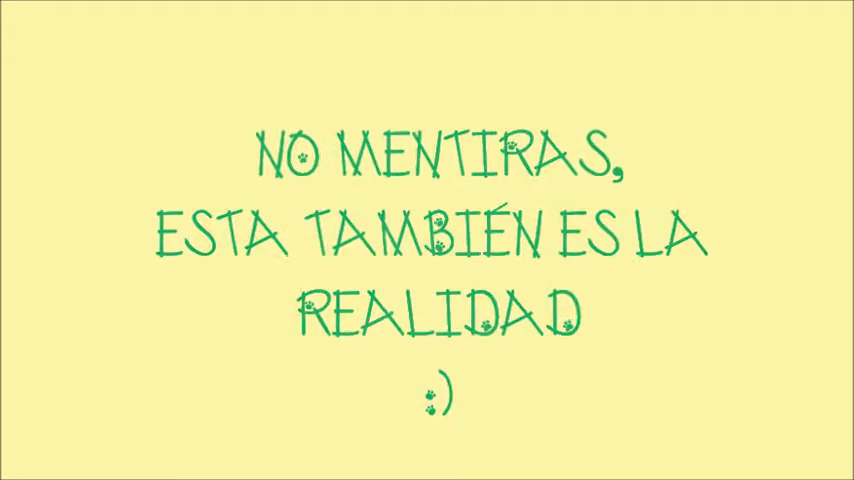 NO MENTIRAS,
ESTA TAMBIÉN ES LA
REALIDAD
:)